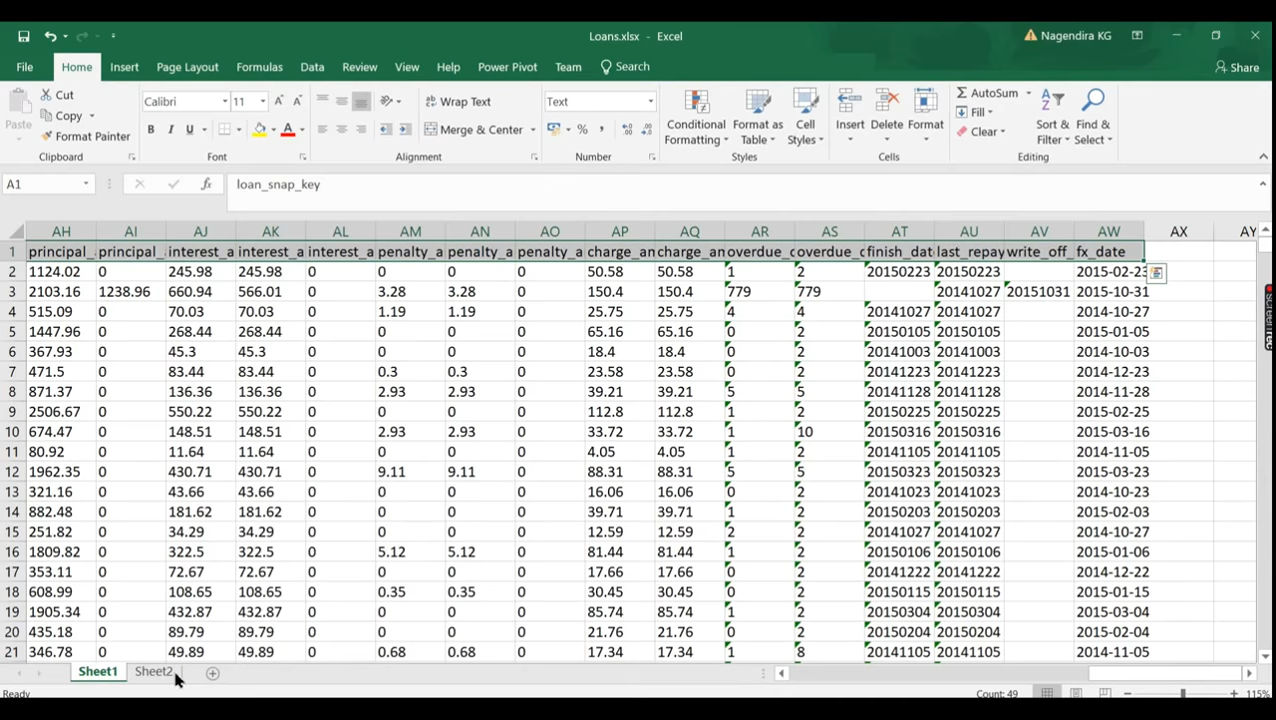 Loans.xlsx - Excel
Nagendira KG
File Home Insert Page Layout Formulas Data Review View Help Power Pivot Team Search Share
Paste
Cut
Copy
Format Painter
Clipboard
Calibri 11
B I U
Font
Wrap Text
Merge & Center
Alignment
Text
% ,
Number
Conditional Formatting
Format as Table
Cell Styles
Styles
Insert Delete Format
Cells
AutoSum
Fill
Clear
Sort & Filter
Find & Select
Editing
A1 fx loan_snap_key
AH AI AJ AK AL AM AN AO AP AQ AR AS AT AU AV AW AX AY
1 principal_ principal_ interest_a interest_a interest_a penalty_a penalty_a penalty_a charge_an charge_an overdue_ overdue_ finish_dat last_repay write_off_ fx_date
2 1124.02 0 245.98 245.98 0 0 0 0 50.58 50.58 1 2 20150223 20150223 2015-02-23
3 2103.16 1238.96 660.94 566.01 0 3.28 3.28 0 150.4 150.4 779 779 20141027 20151031 2015-10-31
4 515.09 0 70.03 70.03 0 1.19 1.19 0 25.75 25.75 4 4 20141027 20141027 2014-10-27
5 1447.96 0 268.44 268.44 0 0 0 0 65.16 65.16 0 2 20150105 20150105 2015-01-05
6 367.93 0 45.3 45.3 0 0 0 0 18.4 18.4 0 2 20141003 20141003 2014-10-03
7 471.5 0 83.44 83.44 0 0.3 0.3 0 23.58 23.58 0 2 20141223 20141223 2014-12-23
8 871.37 0 136.36 136.36 0 2.93 2.93 0 39.21 39.21 5 5 20141128 20141128 2014-11-28
9 2506.67 0 550.22 550.22 0 0 0 0 112.8 112.8 1 2 20150225 20150225 2015-02-25
10 674.47 0 148.51 148.51 0 2.93 2.93 0 33.72 33.72 1 10 20150316 20150316 2015-03-16
11 80.92 0 11.64 11.64 0 0 0 0 4.05 4.05 1 2 20141105 20141105 2014-11-05
12 1962.35 0 430.71 430.71 0 9.11 9.11 0 88.31 88.31 5 5 20150323 20150323 2015-03-23
13 321.16 0 43.66 43.66 0 0 0 0 16.06 16.06 0 2 20141023 20141023 2014-10-23
14 882.48 0 181.62 181.62 0 0 0 0 39.71 39.71 1 2 20150203 20150203 2015-02-03
15 251.82 0 34.29 34.29 0 0 0 0 12.59 12.59 2 2 20141027 20141027 2014-10-27
16 1809.82 0 322.5 322.5 0 5.12 5.12 0 81.44 81.44 1 2 20150106 20150106 2015-01-06
17 353.11 0 72.67 72.67 0 0 0 0 17.66 17.66 0 2 20141222 20141222 2014-12-22
18 608.99 0 108.65 108.65 0 0.35 0.35 0 30.45 30.45 0 2 20150115 20150115 2015-01-15
19 1905.34 0 432.87 432.87 0 0 0 0 85.74 85.74 1 2 20150304 20150304 2015-03-04
20 435.18 0 89.79 89.79 0 0 0 0 21.76 21.76 0 2 20150204 20150204 2015-02-04
21 346.78 0 49.89 49.89 0 0.68 0.68 0 17.34 17.34 1 8 20141105 20141105 2014-11-05
Sheet1 Sheet2
Ready Count: 49 115%